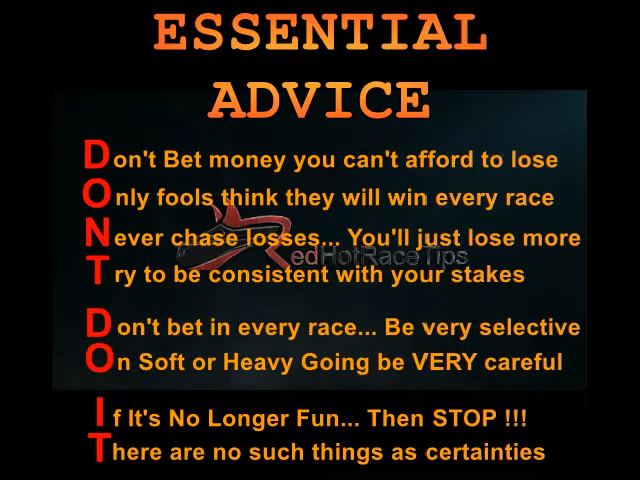 ESSENTIAL
ADVICE
Don't Bet money you can't afford to lose
Only fools think they will win every race
Never chase losses... You'll just lose more
RedHotRaceTips
Try to be consistent with your stakes
Don't bet in every race... Be very selective
On Soft or Heavy Going be VERY careful
If It's No Longer Fun... Then STOP !!!
There are no such things as certainties